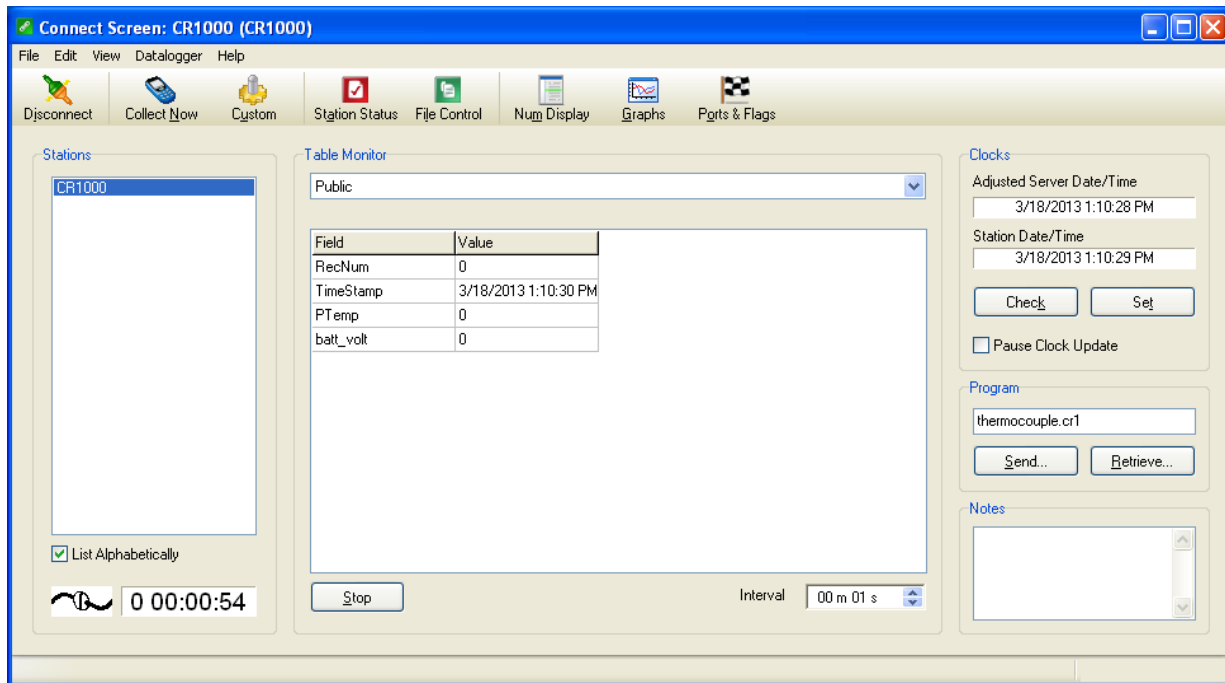 Connect Screen: CR1000 (CR1000)
File Edit View Datalogger Help
Disconnect Collect Now Custom Station Status File Control Num Display Graphs Ports & Flags
Stations
CR1000
List Alphabetically
0 00:00:54
Table Monitor
Public
Field Value
RecNum 0
TimeStamp 3/18/2013 1:10:30 PM
PTemp 0
batt_volt 0
Stop
Interval 00 m 01 s
Clocks
Adjusted Server Date/Time
3/18/2013 1:10:28 PM
Station Date/Time
3/18/2013 1:10:29 PM
Check Set
Pause Clock Update
Program
thermocouple.cr1
Send... Retrieve...
Notes